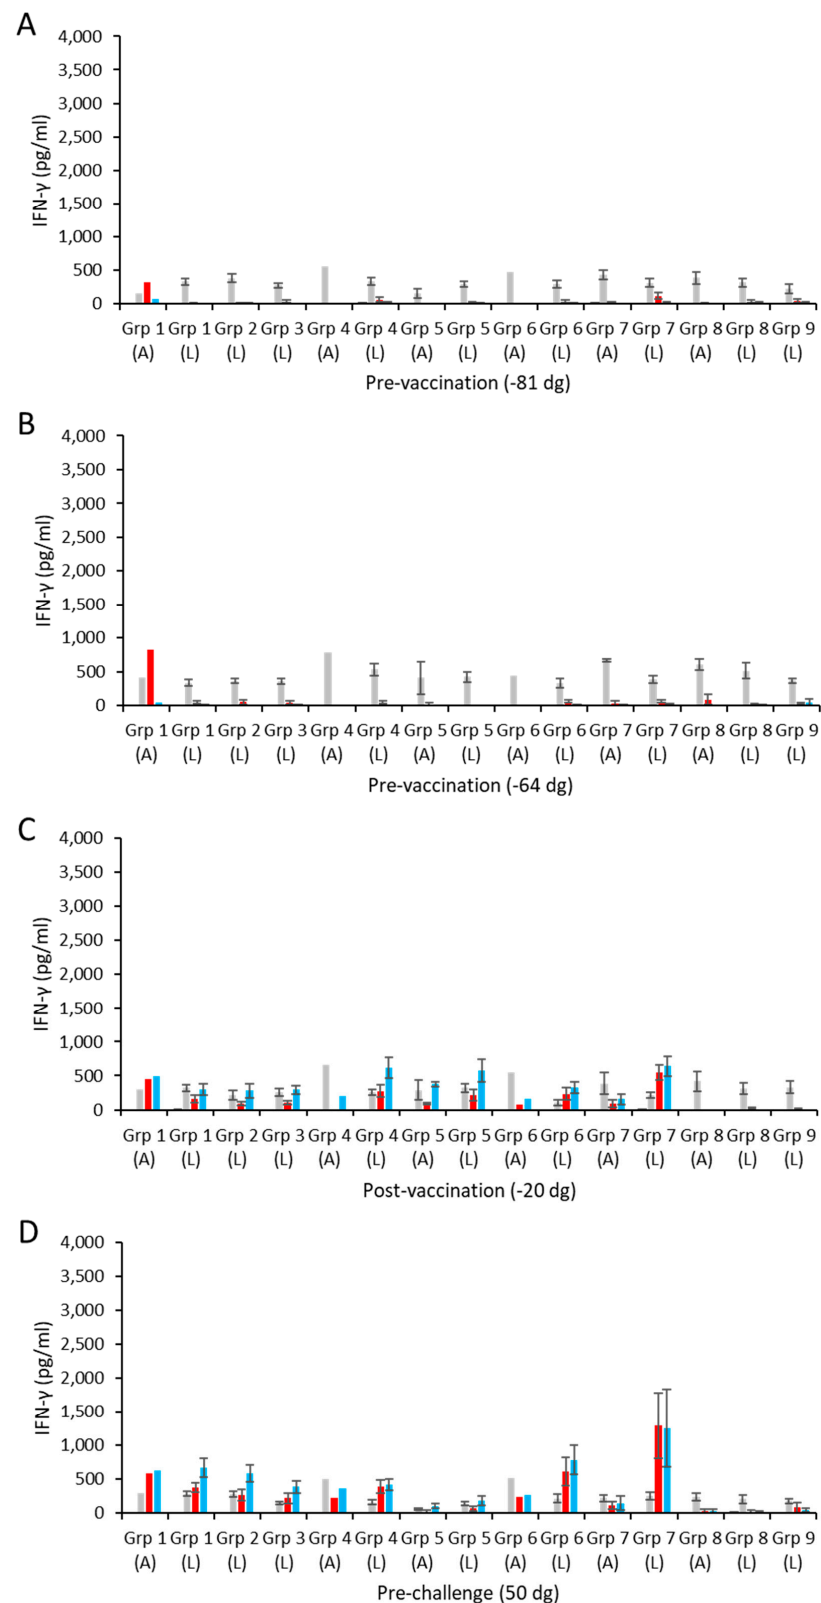 A
4,000
3,500
3,000
2,500
2,000
1,500
1,000
500
0
IFN-γ (pg/ml)
Grp 1 Grp 1 Grp 2 Grp 3 Grp 4 Grp 4 Grp 5 Grp 5 Grp 6 Grp 6 Grp 7 Grp 7 Grp 8 Grp 8 Grp 9
(A) (L) (L) (L) (A) (L) (A) (L) (A) (L) (A) (L) (A) (L) (L)
Pre-vaccination (-81 dg)
B
4,000
3,500
3,000
2,500
2,000
1,500
1,000
500
0
IFN-γ (pg/ml)
Grp 1 Grp 1 Grp 2 Grp 3 Grp 4 Grp 4 Grp 5 Grp 5 Grp 6 Grp 6 Grp 7 Grp 7 Grp 8 Grp 8 Grp 9
(A) (L) (L) (L) (A) (L) (A) (L) (A) (L) (A) (L) (A) (L) (L)
Pre-vaccination (-64 dg)
C
4,000
3,500
3,000
2,500
2,000
1,500
1,000
500
0
IFN-γ (pg/ml)
Grp 1 Grp 1 Grp 2 Grp 3 Grp 4 Grp 4 Grp 5 Grp 5 Grp 6 Grp 6 Grp 7 Grp 7 Grp 8 Grp 8 Grp 9
(A) (L) (L) (L) (A) (L) (A) (L) (A) (L) (A) (L) (A) (L) (L)
Post-vaccination (-20 dg)
D
4,000
3,500
3,000
2,500
2,000
1,500
1,000
500
0
IFN-γ (pg/ml)
Grp 1 Grp 1 Grp 2 Grp 3 Grp 4 Grp 4 Grp 5 Grp 5 Grp 6 Grp 6 Grp 7 Grp 7 Grp 8 Grp 8 Grp 9
(A) (L) (L) (L) (A) (L) (A) (L) (A) (L) (A) (L) (A) (L) (L)
Pre-challenge (50 dg)